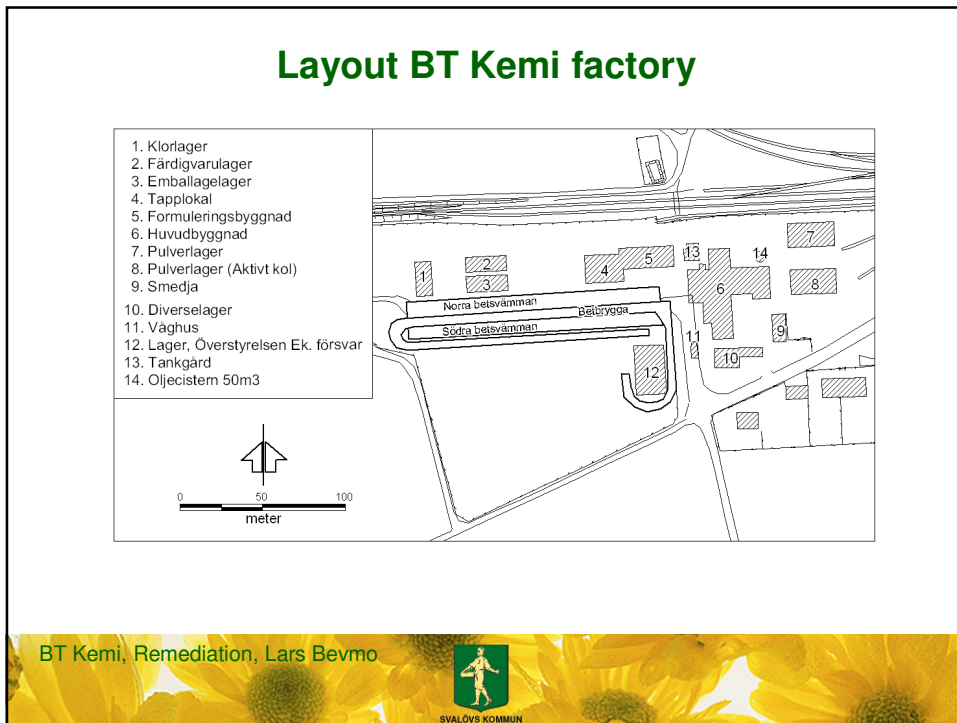 Layout BT Kemi factory
1. Klorlager
2. Färdigvarulager
3. Emballagelager
4. Tapplokal
5. Formuleringsbyggnad
6. Huvudbyggnad
7. Pulverlager
8. Pulverlager (Aktivt kol)
9. Smedja
10. Diverselager
11. Våghus
12. Lager, Överstyrelsen Ek. försvar
13. Tankgård
14. Oljecistern 50m3
0 50 100
meter
1
2
3
4
5
13
6
14
7
8
9
10
11
12
Norra betsvämman
Betbrygga
Södra betsvämman
BT Kemi, Remediation, Lars Bevmo
SVALÖVS KOMMUN